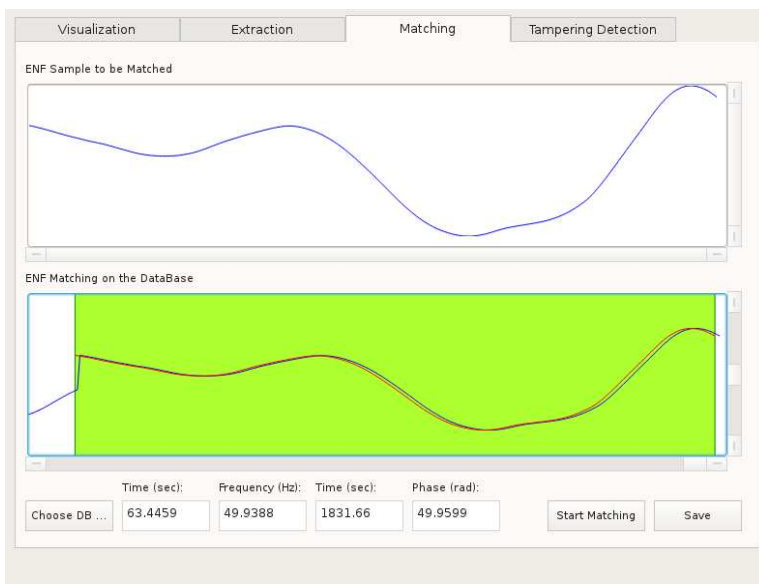 Visualization Extraction Matching Tampering Detection
ENF Sample to be Matched
ENF Matching on the DataBase
Time (sec): Frequency (Hz): Time (sec): Phase (rad):
Choose DB ... 63.4459 49.9388 1831.66 49.9599 Start Matching Save